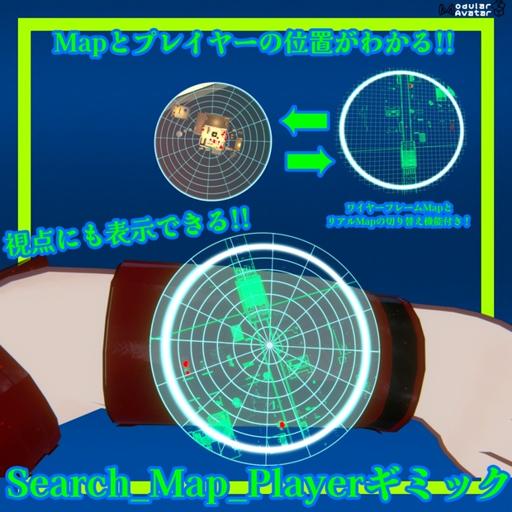 Modular
Avatar
Mapとプレイヤーの位置がわかる!!
ワイヤーフレームMapと
リアルMapの切り替え機能付き!
視点にも表示できる!!
Search_Map_Playerギミック